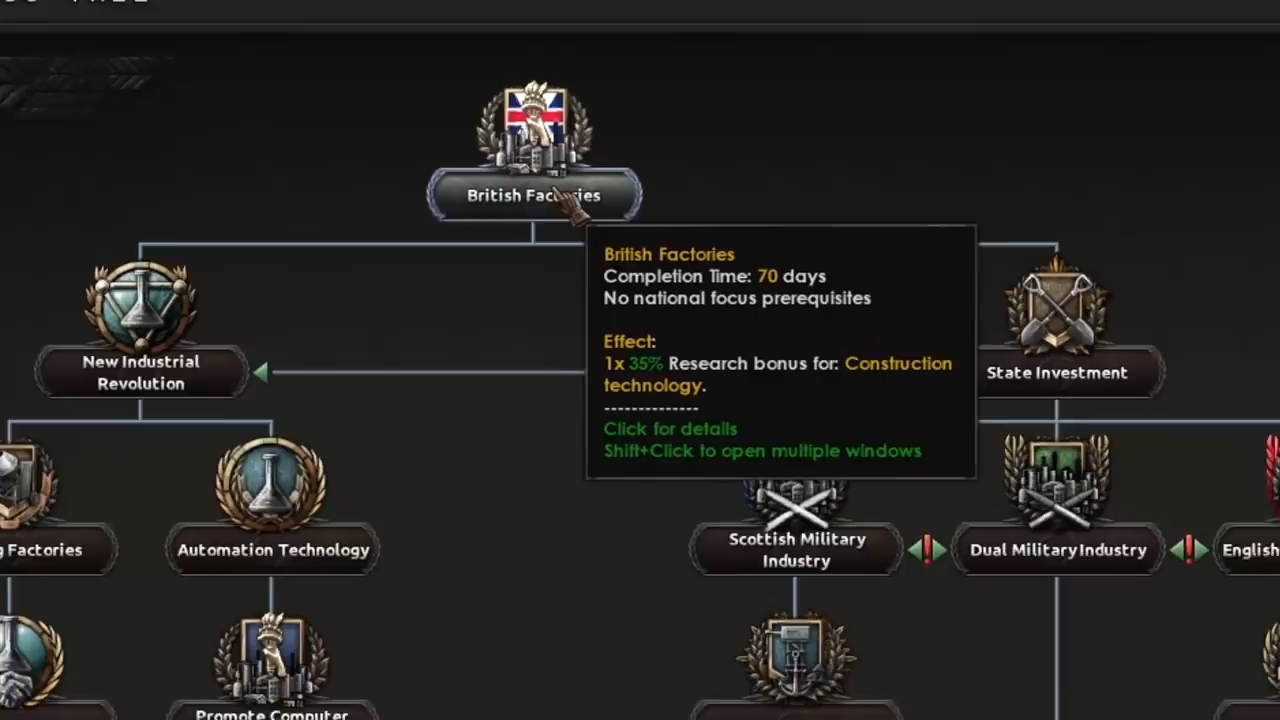 British Factories
British Factories
Completion Time: 70 days
No national focus prerequisites
Effect:
1x 35% Research bonus for: Construction
technology.
--------------
Click for details
Shift+Click to open multiple windows
New Industrial
Revolution
State Investment
g Factories
Automation Technology
Scottish Military
Industry
Dual Military Industry
English
Promote Computer